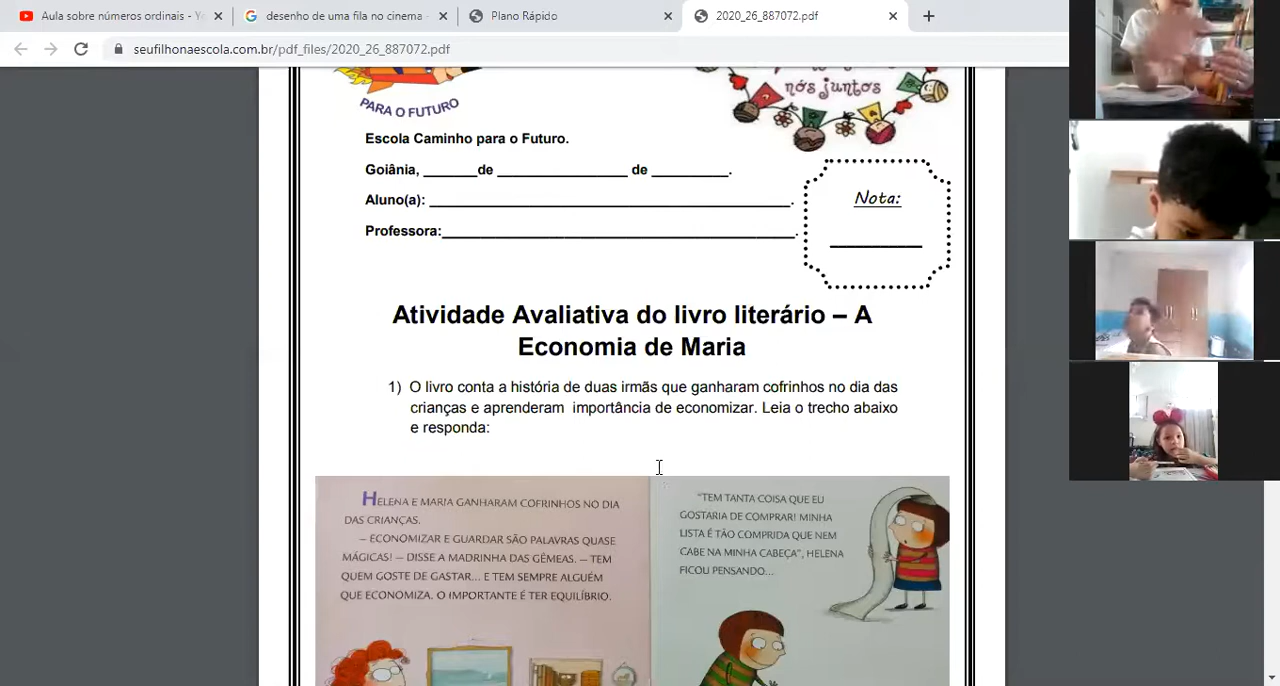 Aula sobre números ordinais - Yo
desenho de uma fila no cinema -
Plano Rápido
2020_26_887072.pdf
seufilhonaescola.com.br/pdf_files/2020_26_887072.pdf
PARA O FUTURO
nós juntos
Escola Caminho para o Futuro.
Goiânia, _______de _________________ de __________.
Aluno(a): _______________________________________________.
Professora:______________________________________________.
Nota:
____________
Atividade Avaliativa do livro literário – A
Economia de Maria
1) O livro conta a história de duas irmãs que ganharam cofrinhos no dia das
crianças e aprenderam importância de economizar. Leia o trecho abaixo
e responda:
HELENA E MARIA GANHARAM COFRINHOS NO DIA
DAS CRIANÇAS.
– ECONOMIZAR E GUARDAR SÃO PALAVRAS QUASE
MÁGICAS! – DISSE A MADRINHA DAS GÊMEAS. – TEM
QUEM GOSTE DE GASTAR... E TEM SEMPRE ALGUÉM
QUE ECONOMIZA. O IMPORTANTE É TER EQUILÍBRIO.
"TEM TANTA COISA QUE EU
GOSTARIA DE COMPRAR! MINHA
LISTA É TÃO COMPRIDA QUE NEM
CABE NA MINHA CABEÇA", HELENA
FICOU PENSANDO...